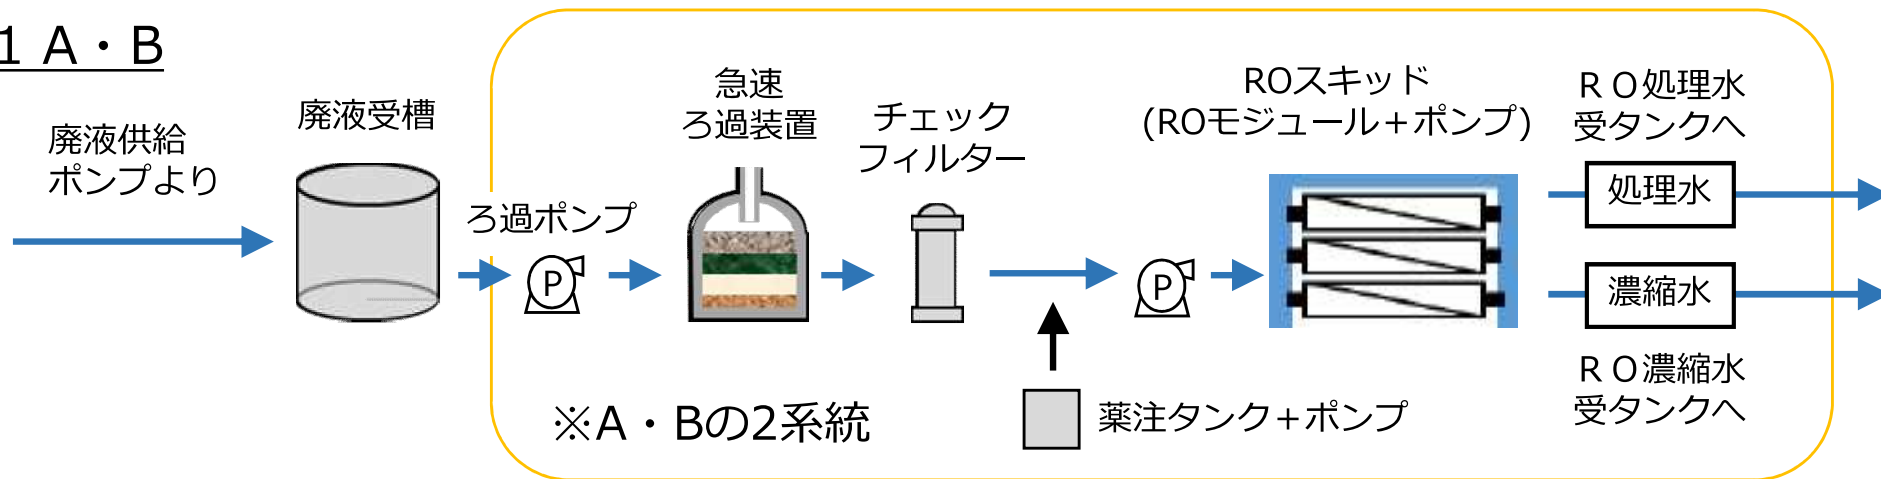 1 A・B
廃液供給
ポンプより
廃液受槽
ろ過ポンプ
P
急速
ろ過装置
チェック
フィルター
ROスキッド
(ROモジュール＋ポンプ)
P
ＲＯ処理水
受タンクへ
処理水
濃縮水
ＲＯ濃縮水
受タンクへ
薬注タンク＋ポンプ
※A・Bの2系統